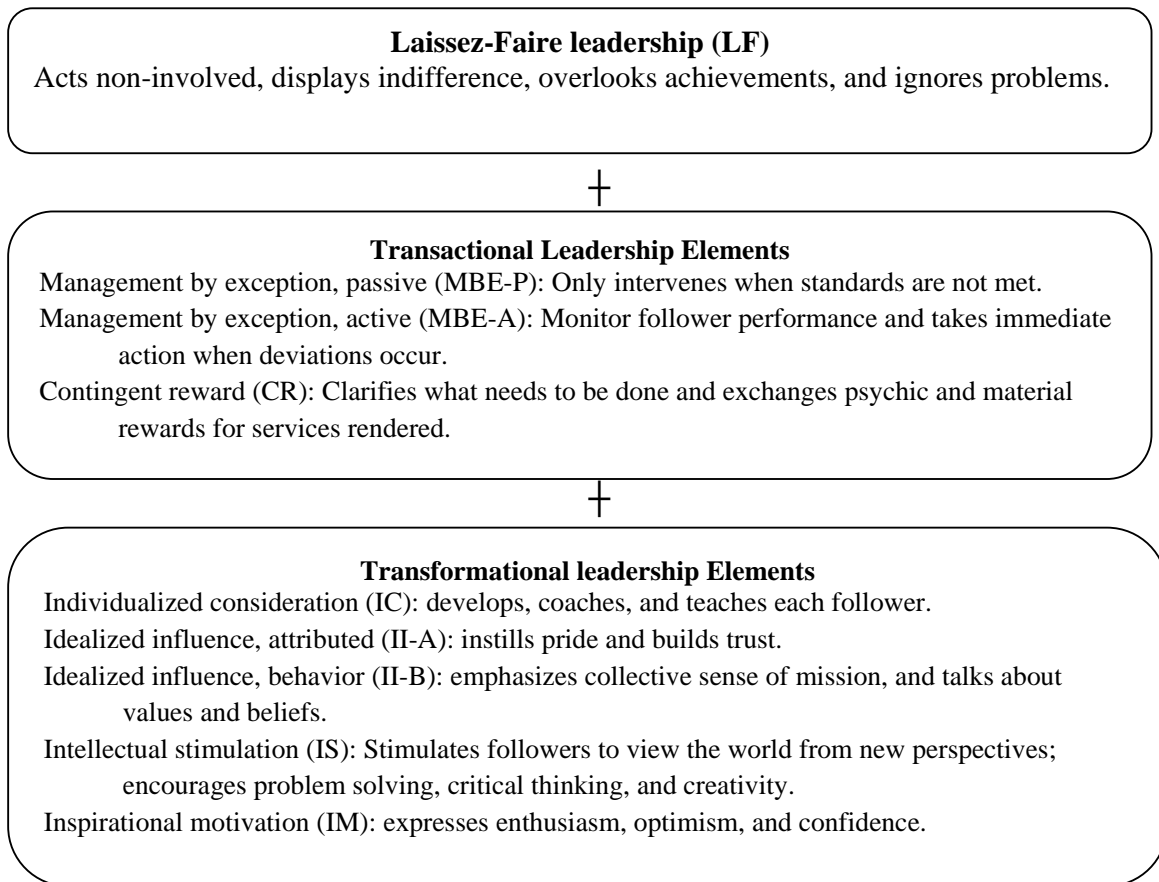 Laissez-Faire leadership (LF)
Acts non-involved, displays indifference, overlooks achievements, and ignores problems.
+
Transactional Leadership Elements
Management by exception, passive (MBE-P): Only intervenes when standards are not met.
Management by exception, active (MBE-A): Monitor follower performance and takes immediate
action when deviations occur.
Contingent reward (CR): Clarifies what needs to be done and exchanges psychic and material
rewards for services rendered.
+
Transformational leadership Elements
Individualized consideration (IC): develops, coaches, and teaches each follower.
Idealized influence, attributed (II-A): instills pride and builds trust.
Idealized influence, behavior (II-B): emphasizes collective sense of mission, and talks about
values and beliefs.
Intellectual stimulation (IS): Stimulates followers to view the world from new perspectives;
encourages problem solving, critical thinking, and creativity.
Inspirational motivation (IM): expresses enthusiasm, optimism, and confidence.